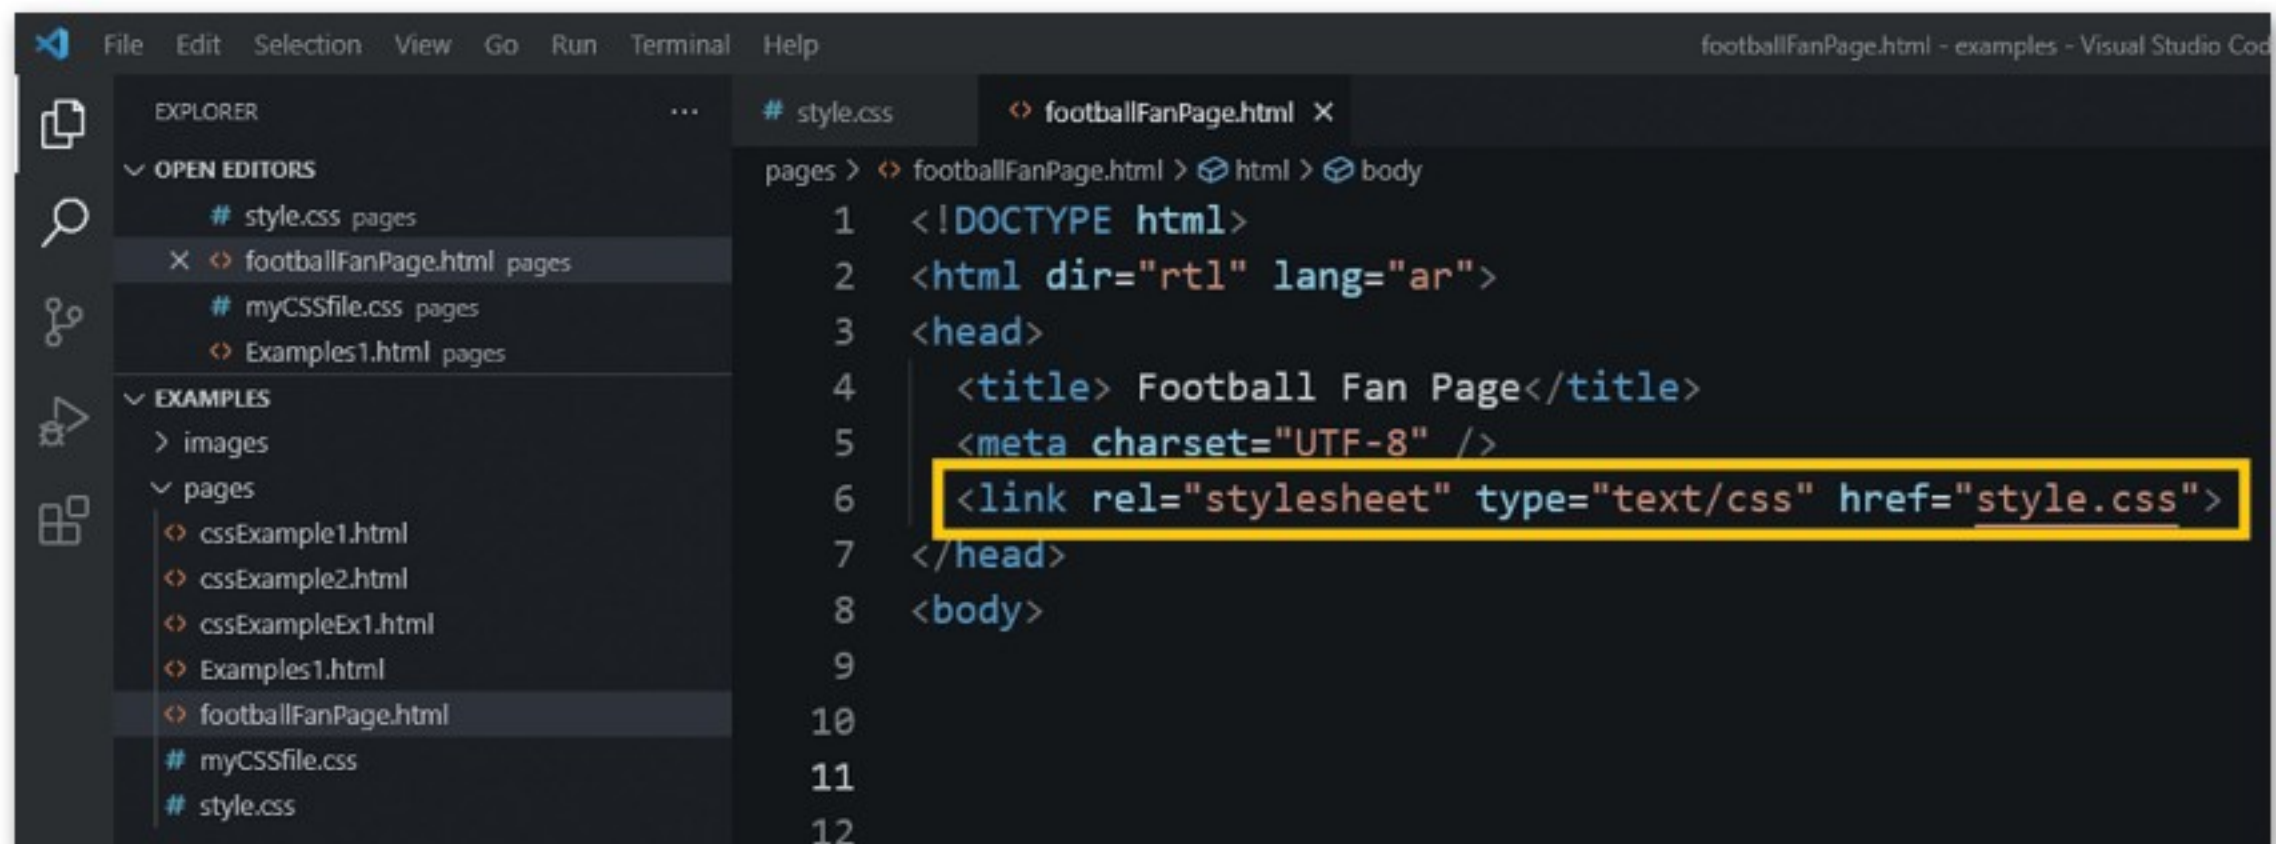 File Edit Selection View Go Run Terminal Help
footballFanPage.html - examples - Visual Studio Cod
EXPLORER ...
OPEN EDITORS
# style.css pages
× <> footballFanPage.html pages
# myCSSfile.css pages
<> Examples1.html pages
EXAMPLES
> images
pages
<> cssExample1.html
<> cssExample2.html
<> cssExampleEx1.html
<> Examples1.html
<> footballFanPage.html
# myCSSfile.css
# style.css
# style.css
<> footballFanPage.html ×
pages > <> footballFanPage.html > html > body
1 <!DOCTYPE html>
2 <html dir="rtl" lang="ar">
3 <head>
4 <title> Football Fan Page</title>
5 <meta charset="UTF-8" />
6 <link rel="stylesheet" type="text/css" href="style.css">
7 </head>
8 <body>
9
10
11
12